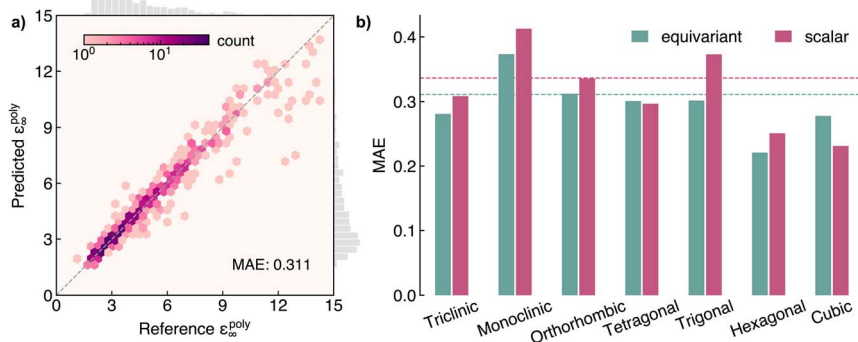 a)
15
12
9
6
3
0
Predicted ε∞^poly
10⁰ 10¹ count
MAE: 0.311
0 3 6 9 12 15
Reference ε∞^poly
b)
equivariant scalar
0.4
0.3
0.2
0.1
0.0
MAE
Triclinic
Monoclinic
Orthorhombic
Tetragonal
Trigonal
Hexagonal
Cubic